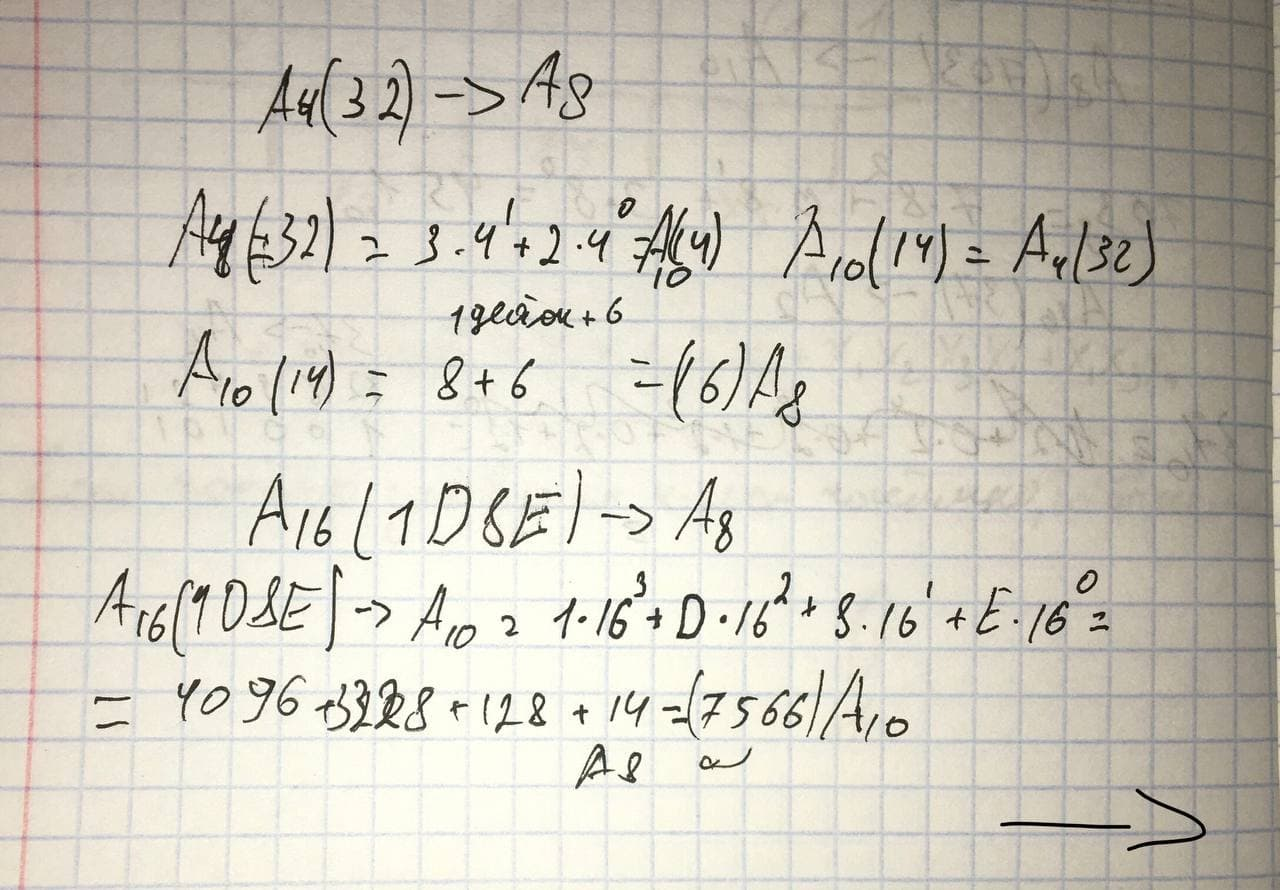 A₄(32) -> A₈
A₄(32) = 3·4¹+2·4⁰=A₁₀(14) A₁₀(14) = A₄(32)
+ 6
A₁₀(14) = 8+6 =(16)A₈
A₁₆(1D8E) -> A₈
A₁₆(1D8E) -> A₁₀ = 1·16³+D·16²+8·16¹+E·16⁰=
= 4096+3328+128+14=(7566)A₁₀
A₈